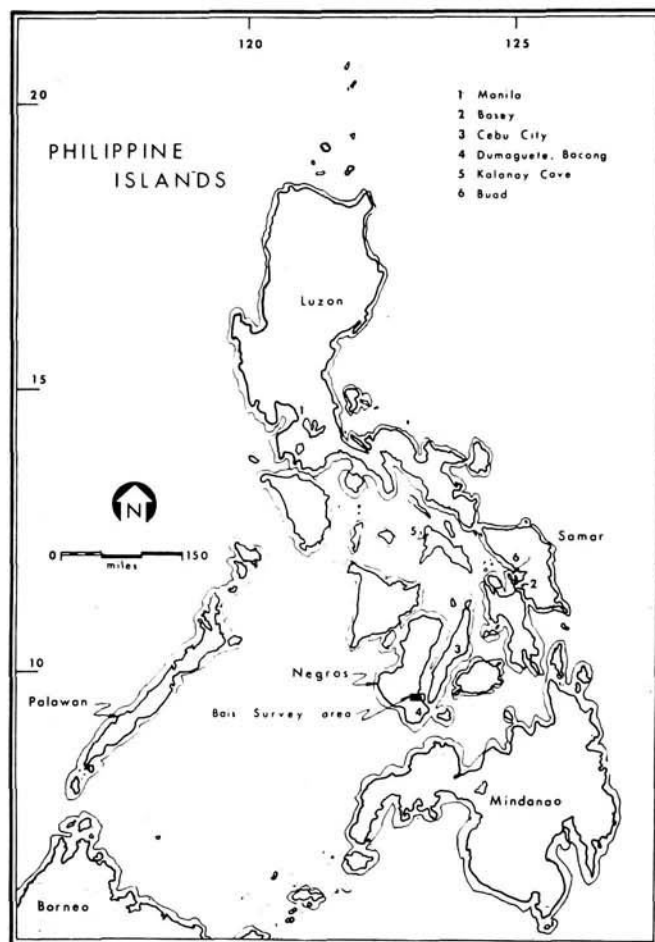 120 125
20
1 Manila
2 Basey
3 Cebu City
4 Dumaguete, Bacong
5 Kalanay Cave
6 Buad
PHILIPPINE
ISLANDS
Luzon
15
1
N
0 150
miles
5
Samar
6
2
3
10
Negros
Palawan
Bais Survey area
4
Mindanao
Borneo